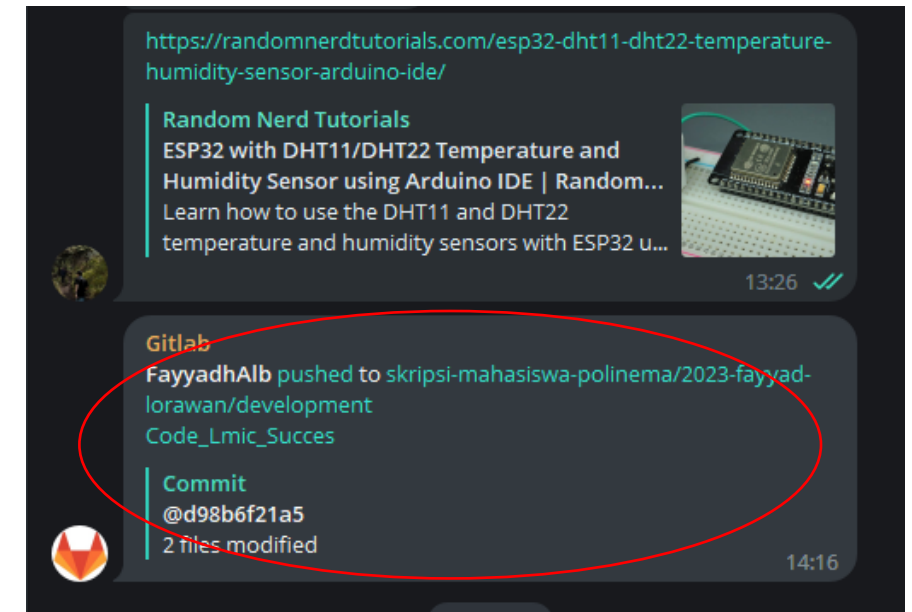 https://randomnerdtutorials.com/esp32-dht11-dht22-temperature-
humidity-sensor-arduino-ide/
Random Nerd Tutorials
ESP32 with DHT11/DHT22 Temperature and
Humidity Sensor using Arduino IDE | Random...
Learn how to use the DHT11 and DHT22
temperature and humidity sensors with ESP32 u...
13:26
Gitlab
FayyadhAlb pushed to skripsi-mahasiswa-polinema/2023-fayyad-
lorawan/development
Code_Lmic_Succes
Commit
@d98b6f21a5
2 files modified
14:16